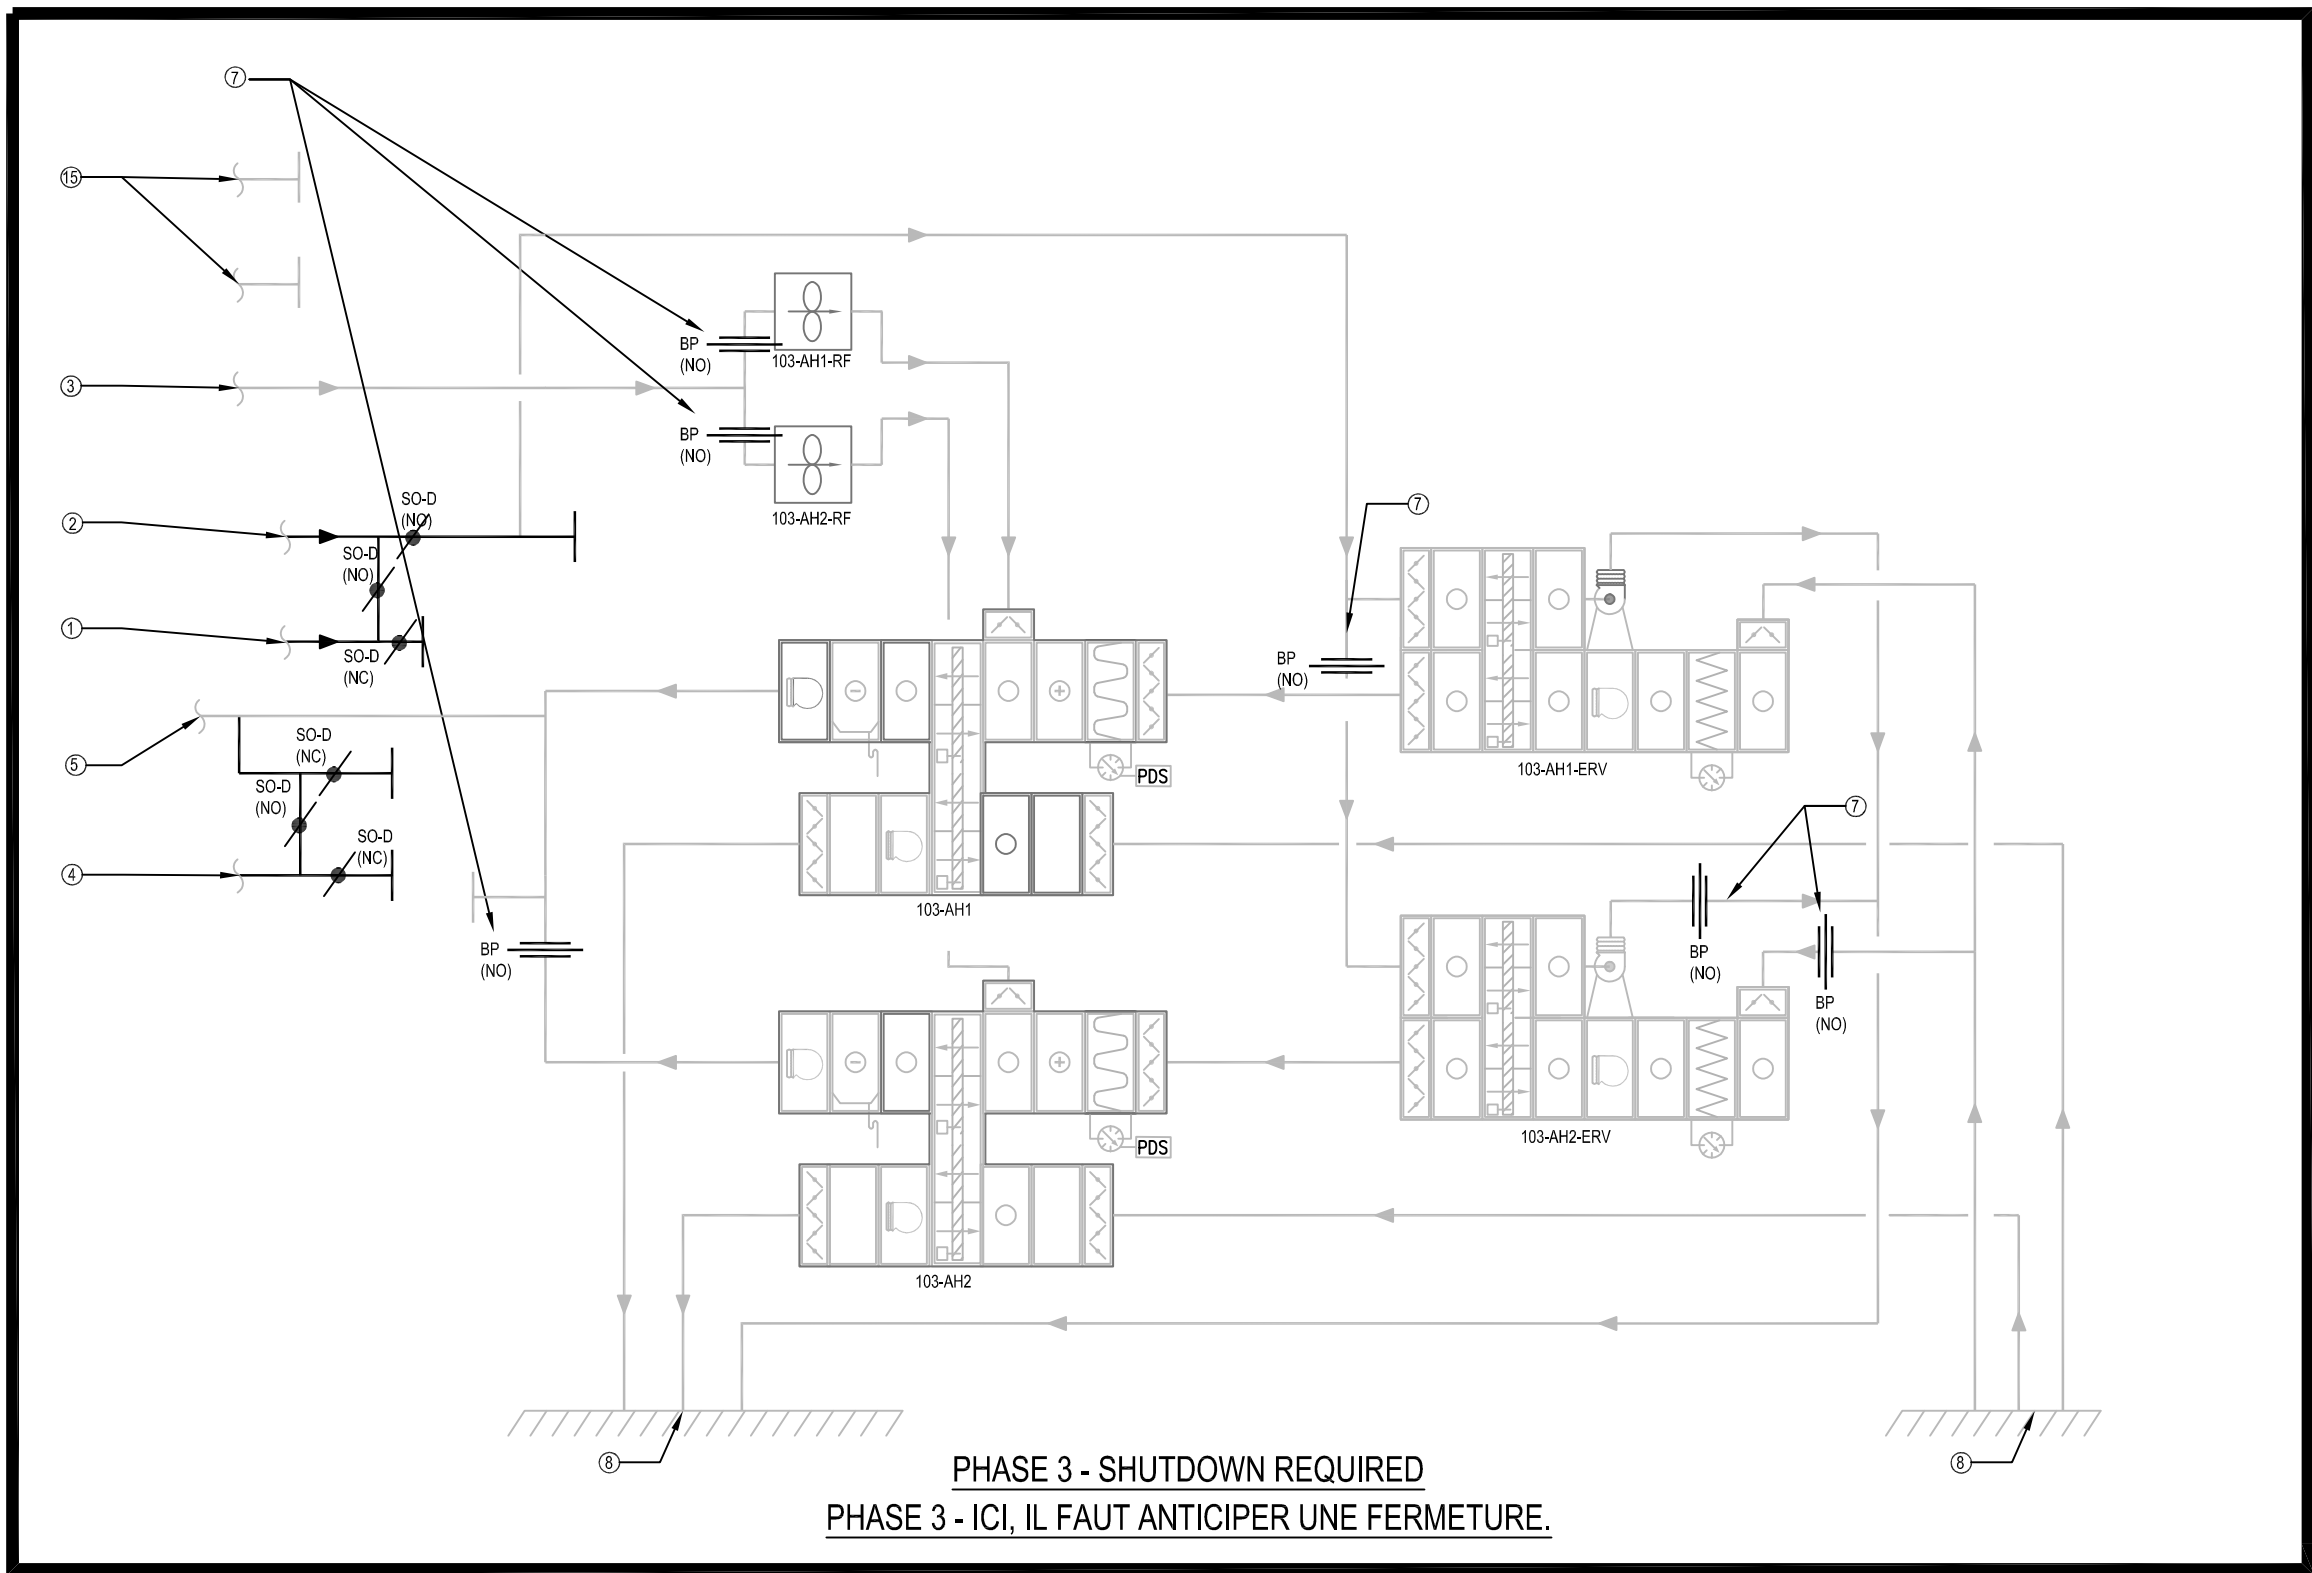 7
15
BP
(NO)
103-AH1-RF
3
BP
(NO)
103-AH2-RF
SO-D
(NO)
7
2
SO-D
(NO)
1
SO-D
(NC)
BP
(NO)
5
SO-D
(NC)
PDS
103-AH1-ERV
SO-D
(NO)
7
SO-D
(NC)
4
103-AH1
BP
(NO)
BP
(NO)
BP
(NO)
PDS
103-AH2-ERV
103-AH2
8
8
PHASE 3 - SHUTDOWN REQUIRED
PHASE 3 - ICI, IL FAUT ANTICIPER UNE FERMETURE.